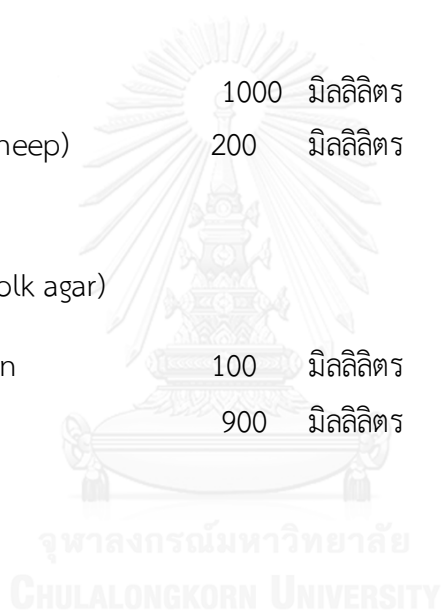 1000 มิลลิลิตร
heep) 200 มิลลิลิตร
olk agar)
n 100 มิลลิลิตร
900 มิลลิลิตร
จุฬาลงกรณ์มหาวิทยาลัย
CHULALONGKORN UNIVERSITY